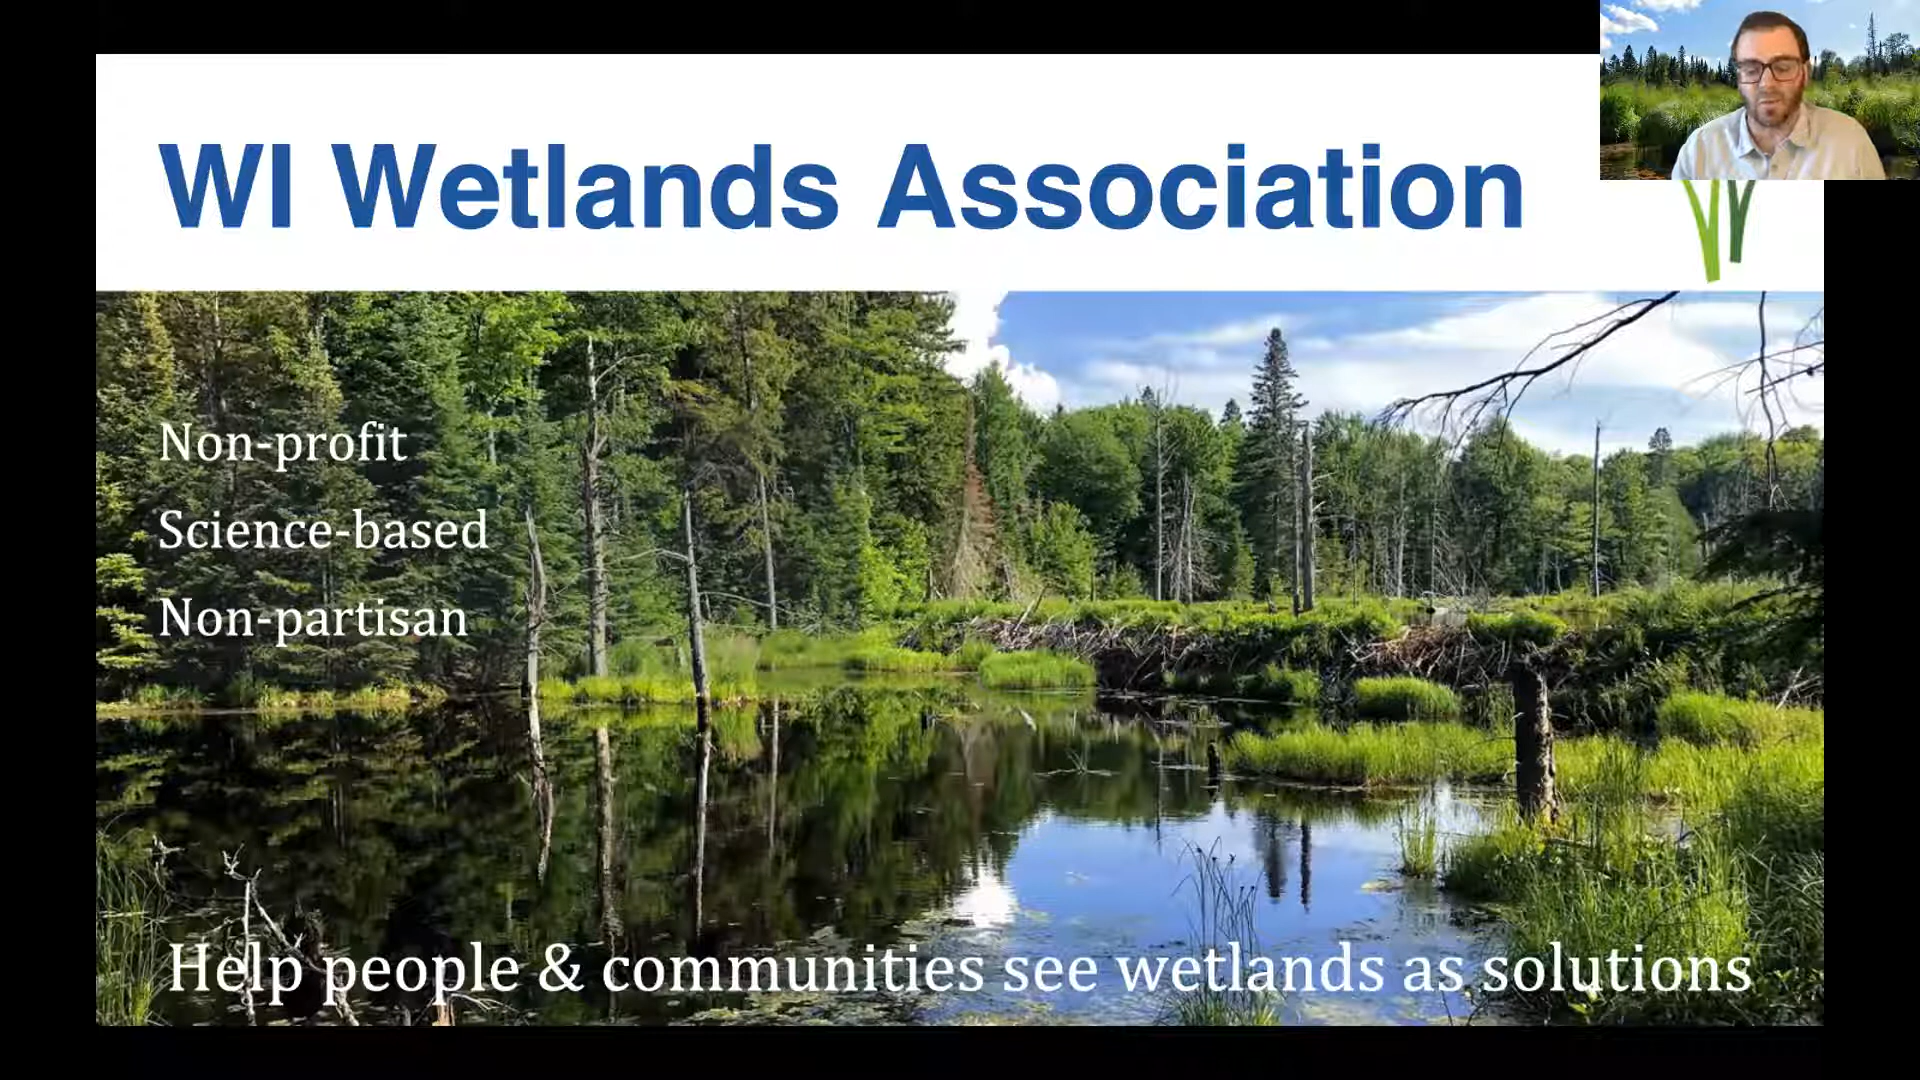 WI Wetlands Association
Non-profit
Science-based
Non-partisan
Help people & communities see wetlands as solutions